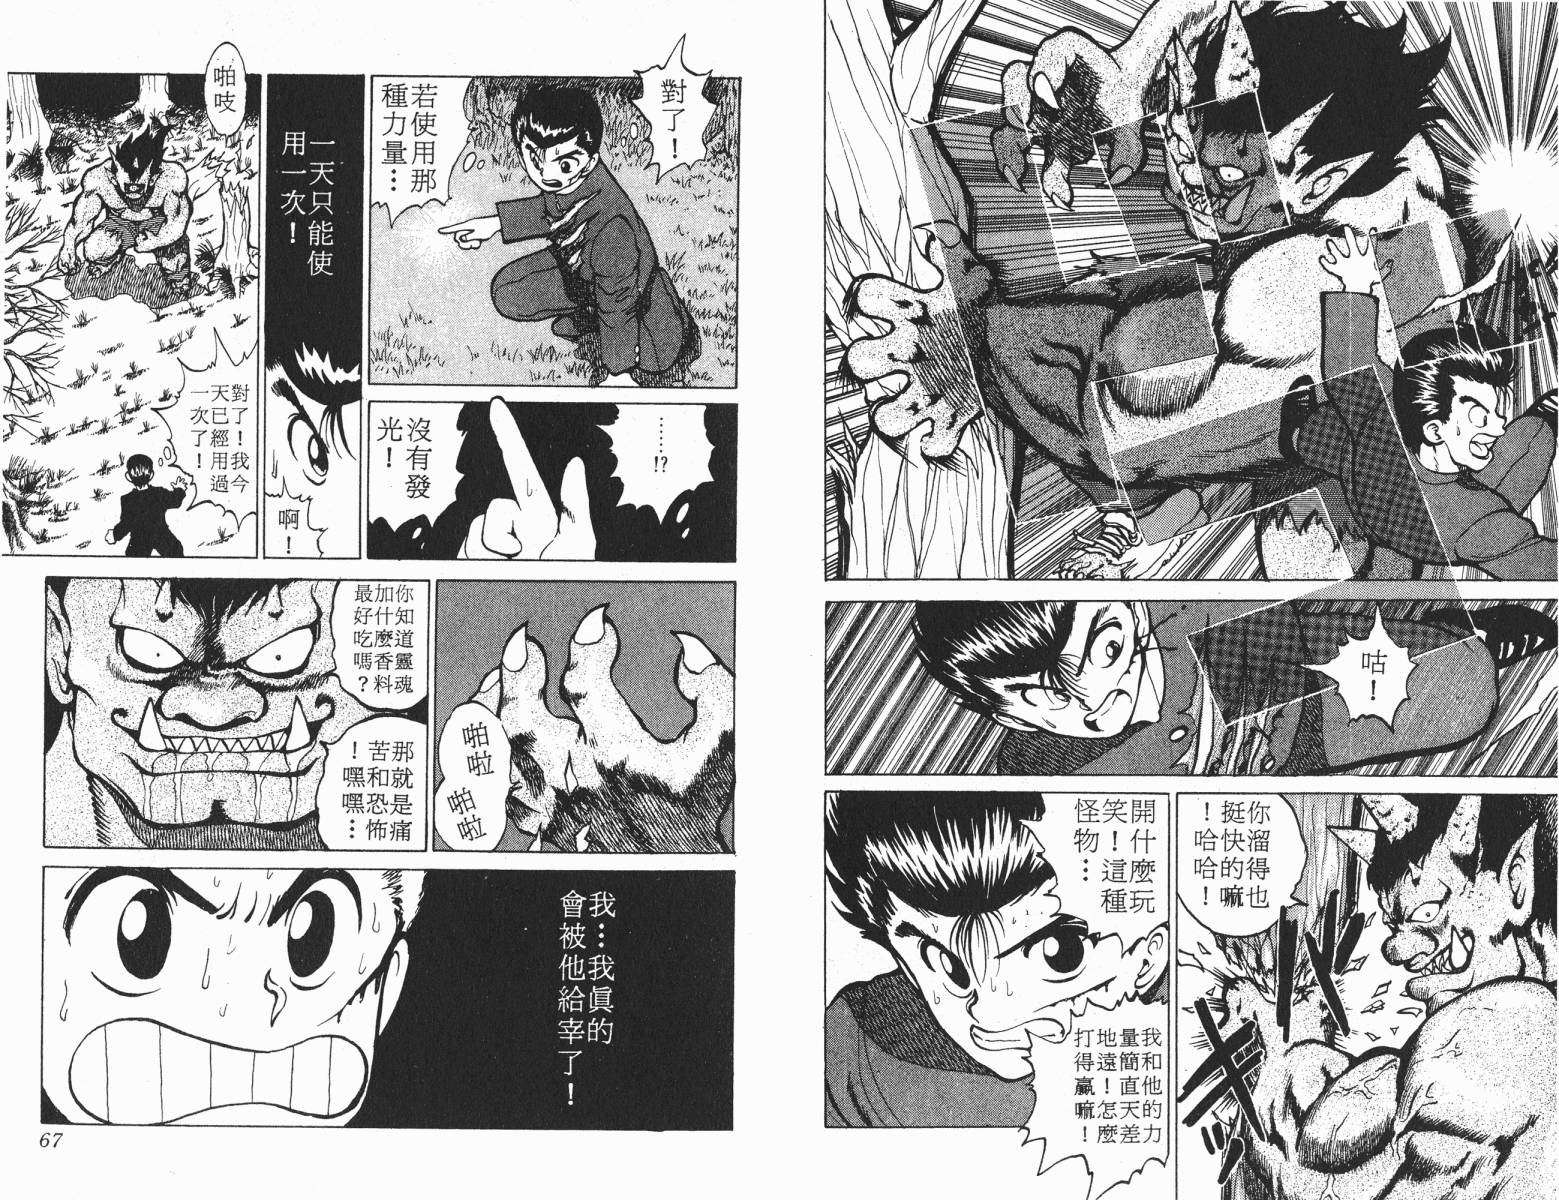 咕！
你溜得也
挺快的嘛
！哈哈！
開什麼玩
笑！這種
怪物…
我和他的力
量簡直天差
地遠！怎麼
打得贏嘛！
對了！
若使用那
種力量…
……!?
沒有發
光！
一天只能使
用一次！
啊！
啪吱
對了！我今
天已經用過
一次了！
啪啦
啪啦
你知道靈魂
加什麼香料
最好吃嗎？
那就是痛
苦和恐怖
！嘿嘿…
我…我真的
會被他給宰了！
67